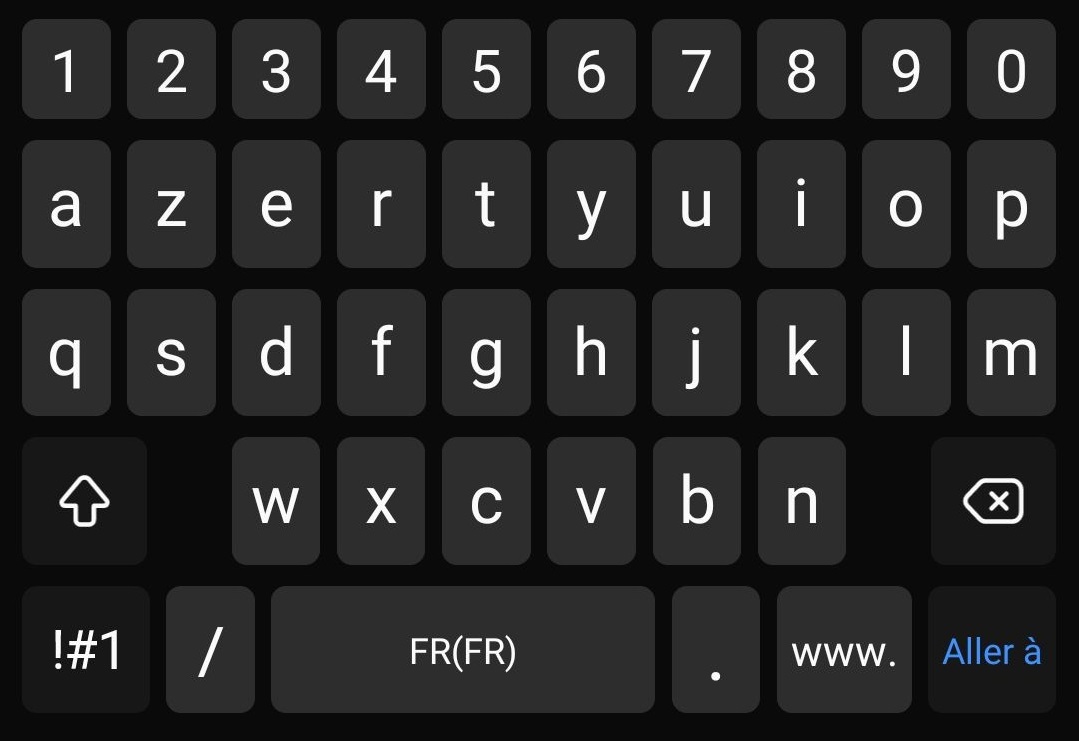 1 2 3 4 5 6 7 8 9 0
a z e r t y u i o p
q s d f g h j k l m
w x c v b n
!#1 / FR(FR) . www. Aller à